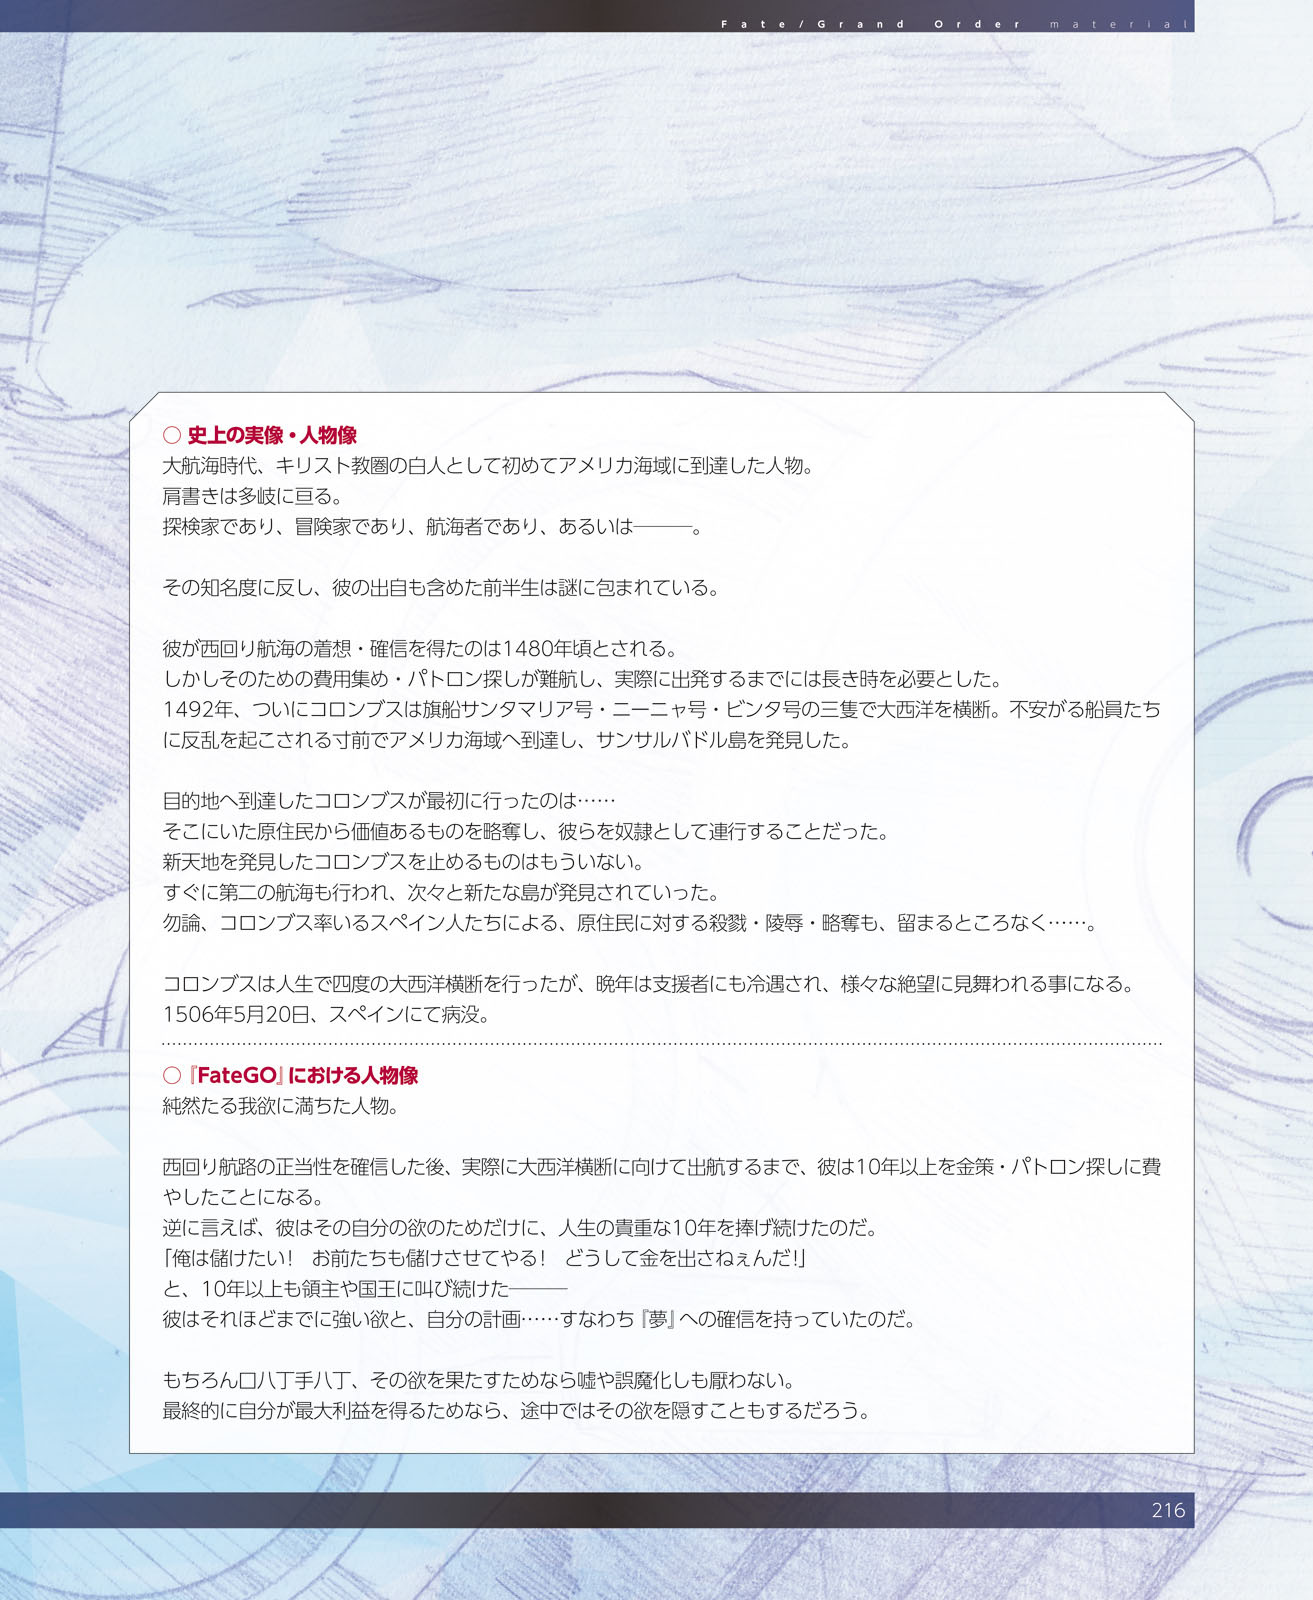 Fate/Grand Order material
○ 史上の実像・人物像
大航海時代、キリスト教圏の白人として初めてアメリカ海域に到達した人物。
肩書きは多岐に亘る。
探検家であり、冒険家であり、航海者であり、あるいは———。
その知名度に反し、彼の出自も含めた前半生は謎に包まれている。
彼が西回り航海の着想・確信を得たのは1480年頃とされる。
しかしそのための費用集め・パトロン探しが難航し、実際に出発するまでには長き時を必要とした。
1492年、ついにコロンブスは旗船サンタマリア号・ニーニャ号・ピンタ号の三隻で大西洋を横断。不安がる船員たち
に反乱を起こされる寸前でアメリカ海域へ到達し、サンサルバドル島を発見した。
目的地へ到達したコロンブスが最初に行ったのは……
そこにいた原住民から価値あるものを略奪し、彼らを奴隷として連行することだった。
新天地を発見したコロンブスを止めるものはもういない。
すぐに第二の航海も行われ、次々と新たな島が発見されていった。
勿論、コロンブス率いるスペイン人たちによる、原住民に対する殺戮・陵辱・略奪も、留まるところなく……。
コロンブスは人生で四度の大西洋横断を行ったが、晩年は支援者にも冷遇され、様々な絶望に見舞われる事になる。
1506年5月20日、スペインにて病没。
○『FateGO』における人物像
純然たる我欲に満ちた人物。
西回り航路の正当性を確信した後、実際に大西洋横断に向けて出航するまで、彼は10年以上を金策・パトロン探しに費
やしたことになる。
逆に言えば、彼はその自分の欲のためだけに、人生の貴重な10年を捧げ続けたのだ。
「俺は儲けたい！　お前たちも儲けさせてやる！　どうして金を出さねぇんだ！」
と、10年以上も領主や国王に叫び続けた———
彼はそれほどまでに強い欲と、自分の計画……すなわち『夢』への確信を持っていたのだ。
もちろん口八丁手八丁、その欲を果たすためなら嘘や誤魔化しも厭わない。
最終的に自分が最大利益を得るためなら、途中ではその欲を隠すこともするだろう。
216